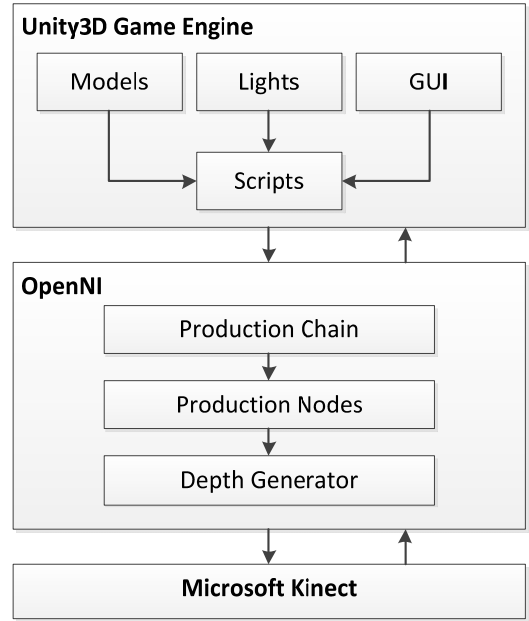 Unity3D Game Engine
Models
Lights
GUI
Scripts
OpenNI
Production Chain
Production Nodes
Depth Generator
Microsoft Kinect